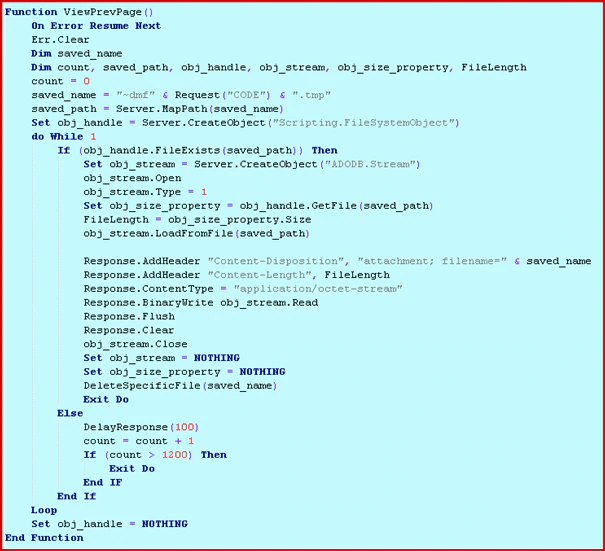 Function ViewPrevPage()
On Error Resume Next
Err.Clear
Dim saved_name
Dim count, saved_path, obj_handle, obj_stream, obj_size_property, FileLength
count = 0
saved_name = "~dmf" & Request("CODE") & ".tmp"
saved_path = Server.MapPath(saved_name)
Set obj_handle = Server.CreateObject("Scripting.FileSystemObject")
do While 1
If (obj_handle.FileExists(saved_path)) Then
Set obj_stream = Server.CreateObject("ADODB.Stream")
obj_stream.Open
obj_stream.Type = 1
Set obj_size_property = obj_handle.GetFile(saved_path)
FileLength = obj_size_property.Size
obj_stream.LoadFromFile(saved_path)
Response.AddHeader "Content-Disposition", "attachment; filename=" & saved_name
Response.AddHeader "Content-Length", FileLength
Response.ContentType = "application/octet-stream"
Response.BinaryWrite obj_stream.Read
Response.Flush
Response.Clear
obj_stream.Close
Set obj_stream = NOTHING
Set obj_size_property = NOTHING
DeleteSpecificFile(saved_name)
Exit Do
Else
DelayResponse(100)
count = count + 1
If (count > 1200) Then
Exit Do
End IF
End If
Loop
Set obj_handle = NOTHING
End Function